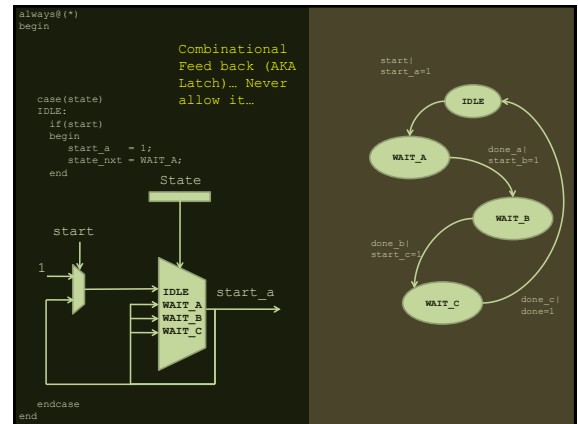 always@(*)
begin
Combinational
Feed back (AKA
Latch)… Never
allow it…
case(state)
IDLE:
if(start)
begin
start_a = 1;
state_nxt = WAIT_A;
end
State
start
1
IDLE
WAIT_A
WAIT_B
WAIT_C
start_a
endcase
end
start|
start_a=1
IDLE
WAIT_A
done_a|
start_b=1
WAIT_B
done_b|
start_c=1
WAIT_C
done_c|
done=1